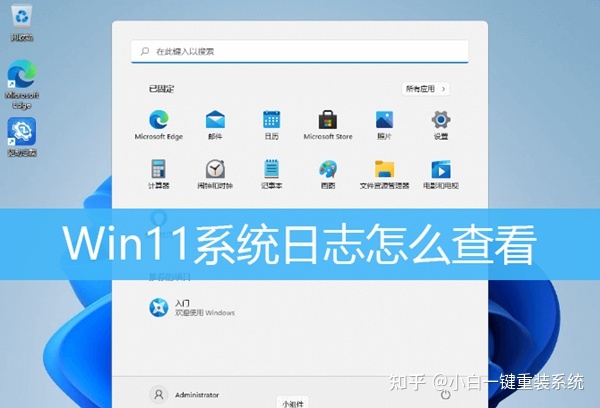 在此键入以搜索
回收站
已固定
所有应用 >
Microsoft Edge
Microsoft Edge
邮件
日历
Microsoft Store
照片
设置
计算器
闹钟和时钟
记事本
画图
文件资源管理器
电影和电视
Win11系统日志怎么查看
推荐的项目
入门
欢迎使用 Windows
Administrator
小组件
知乎 @小白一键重装系统